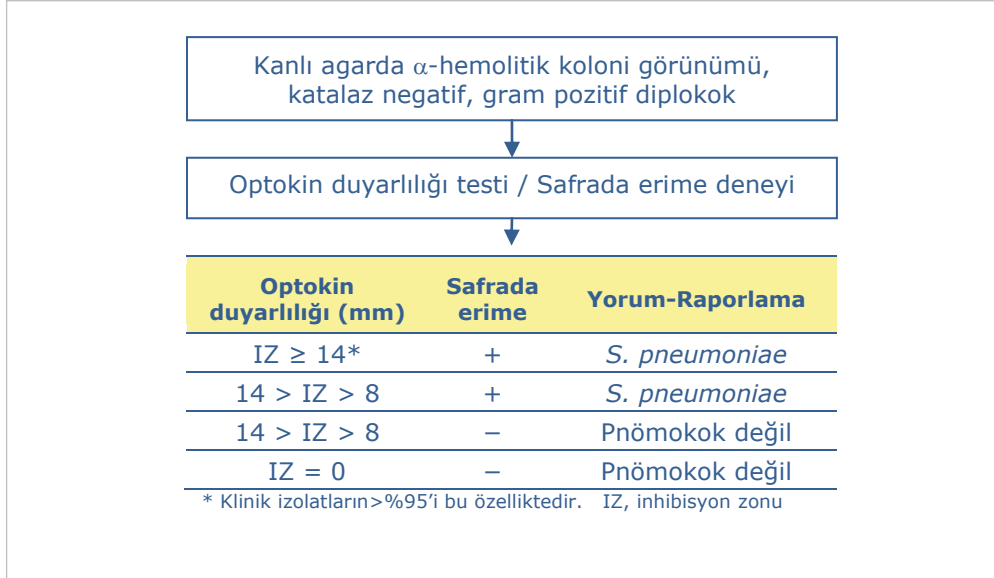 Kanlı agarda α-hemolitik koloni görünümü,
katalaz negatif, gram pozitif diplokok
Optokin duyarlılığı testi / Safrada erime deneyi
Optokin duyarlılığı (mm) Safrada erime Yorum-Raporlama
IZ ≥ 14* + S. pneumoniae
14 > IZ > 8 + S. pneumoniae
14 > IZ > 8 − Pnömokok değil
IZ = 0 − Pnömokok değil
* Klinik izolatların>%95’i bu özelliktedir. IZ, inhibisyon zonu